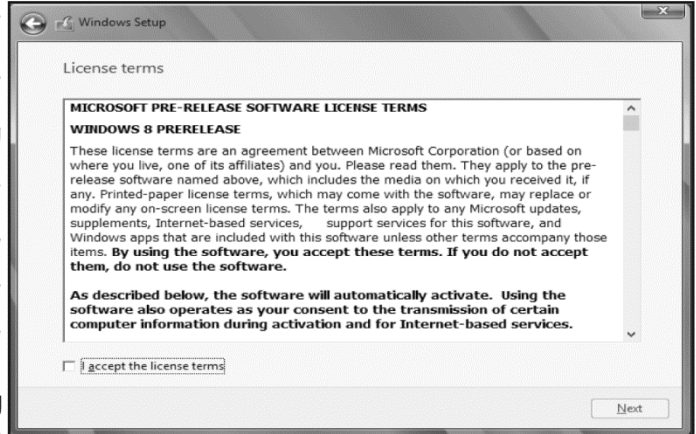 Windows Setup
License terms
MICROSOFT PRE-RELEASE SOFTWARE LICENSE TERMS
WINDOWS 8 PRERELEASE
These license terms are an agreement between Microsoft Corporation (or based on
where you live, one of its affiliates) and you. Please read them. They apply to the pre-
release software named above, which includes the media on which you received it, if
any. Printed-paper license terms, which may come with the software, may replace or
modify any on-screen license terms. The terms also apply to any Microsoft updates,
supplements, Internet-based services, support services for this software, and
Windows apps that are included with this software unless other terms accompany those
items. By using the software, you accept these terms. If you do not accept
them, do not use the software.
As described below, the software will automatically activate. Using the
software also operates as your consent to the transmission of certain
computer information during activation and for Internet-based services.
I accept the license terms
Next